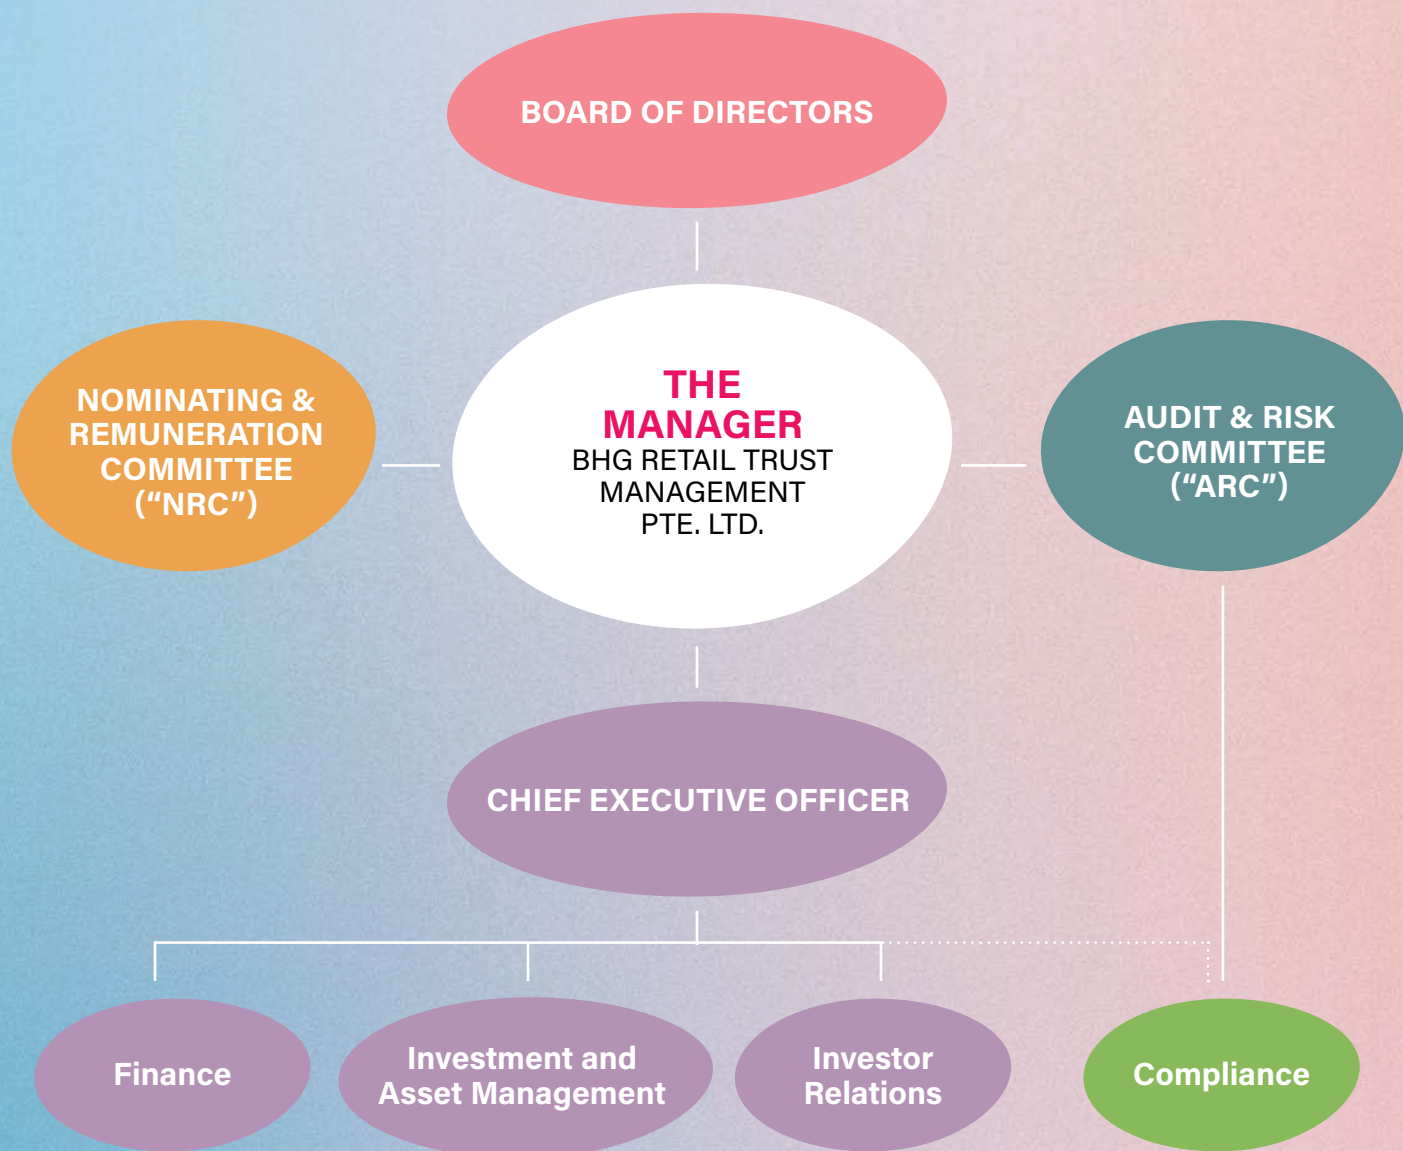 BOARD OF DIRECTORS
NOMINATING &
REMUNERATION
COMMITTEE
(“NRC”)
THE
MANAGER
BHG RETAIL TRUST
MANAGEMENT
PTE. LTD.
AUDIT & RISK
COMMITTEE
(“ARC”)
CHIEF EXECUTIVE OFFICER
Finance
Investment and
Asset Management
Investor
Relations
Compliance